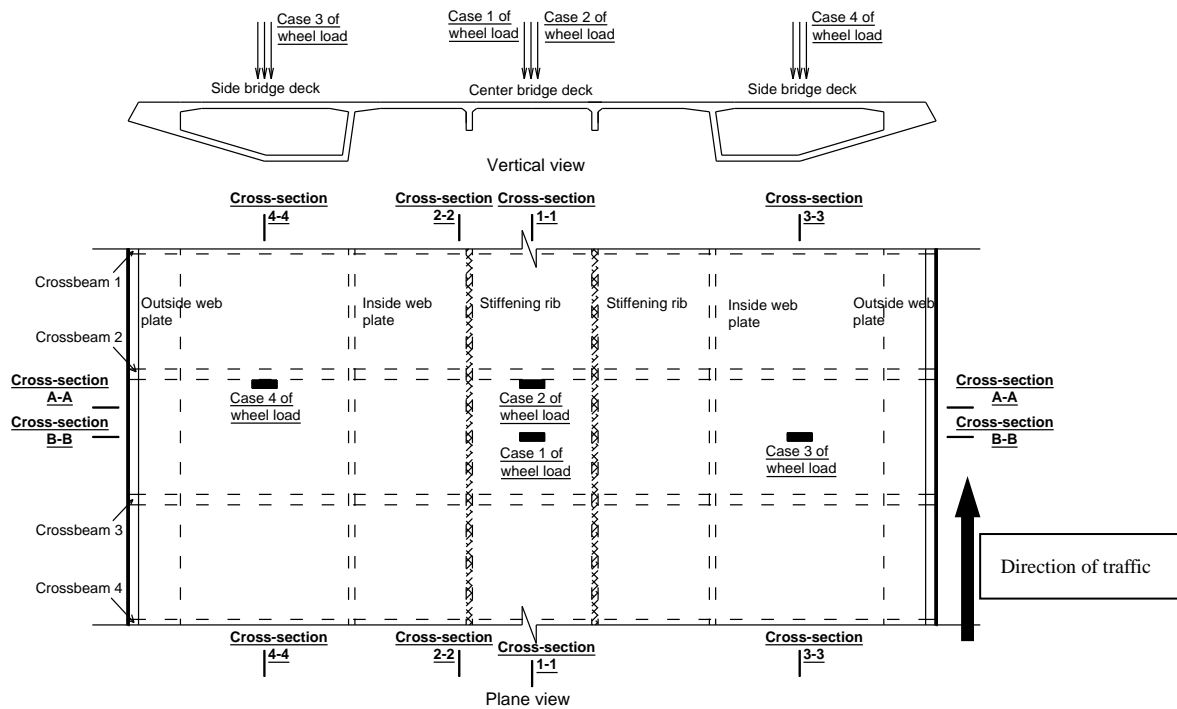 Case 3 of
wheel load
Case 1 of
wheel load
Case 2 of
wheel load
Case 4 of
wheel load
Side bridge deck
Center bridge deck
Side bridge deck
Vertical view
Cross-section
4-4
Cross-section
2-2
Cross-section
1-1
Cross-section
3-3
Crossbeam 1
Outside web
plate
Inside web
plate
Stiffening rib
Stiffening rib
Inside web
plate
Outside web
plate
Crossbeam 2
Cross-section
A-A
Cross-section
A-A
Case 4 of
wheel load
Case 2 of
wheel load
Cross-section
B-B
Cross-section
B-B
Case 1 of
wheel load
Case 3 of
wheel load
Crossbeam 3
Direction of traffic
Crossbeam 4
Cross-section
4-4
Cross-section
2-2
Cross-section
1-1
Cross-section
3-3
Plane view